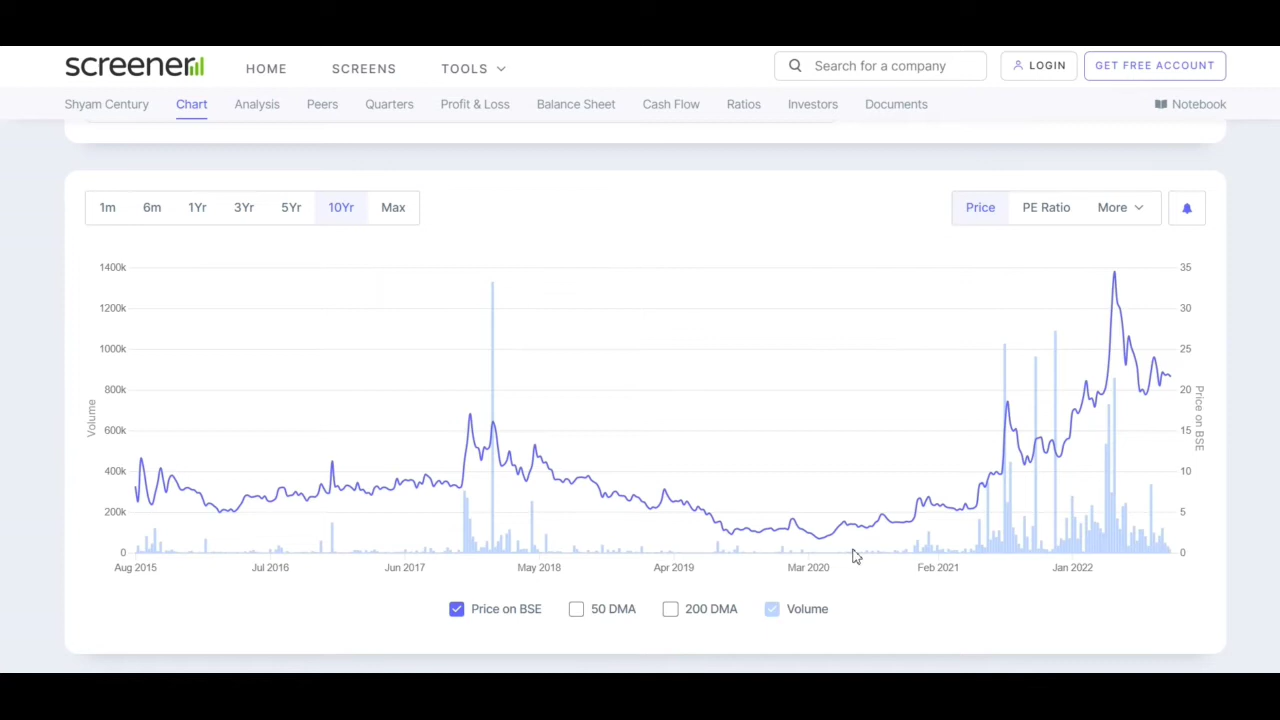 screener HOME SCREENS TOOLS Search for a company LOGIN GET FREE ACCOUNT
Shyam Century Chart Analysis Peers Quarters Profit & Loss Balance Sheet Cash Flow Ratios Investors Documents Notebook
1m 6m 1Yr 3Yr 5Yr 10Yr Max Price PE Ratio More
1400k 35
1200k 30
1000k 25
800k 20
600k 15
400k 10
200k 5
0 0
Volume
Price on BSE
Aug 2015 Jul 2016 Jun 2017 May 2018 Apr 2019 Mar 2020 Feb 2021 Jan 2022
Price on BSE 50 DMA 200 DMA Volume